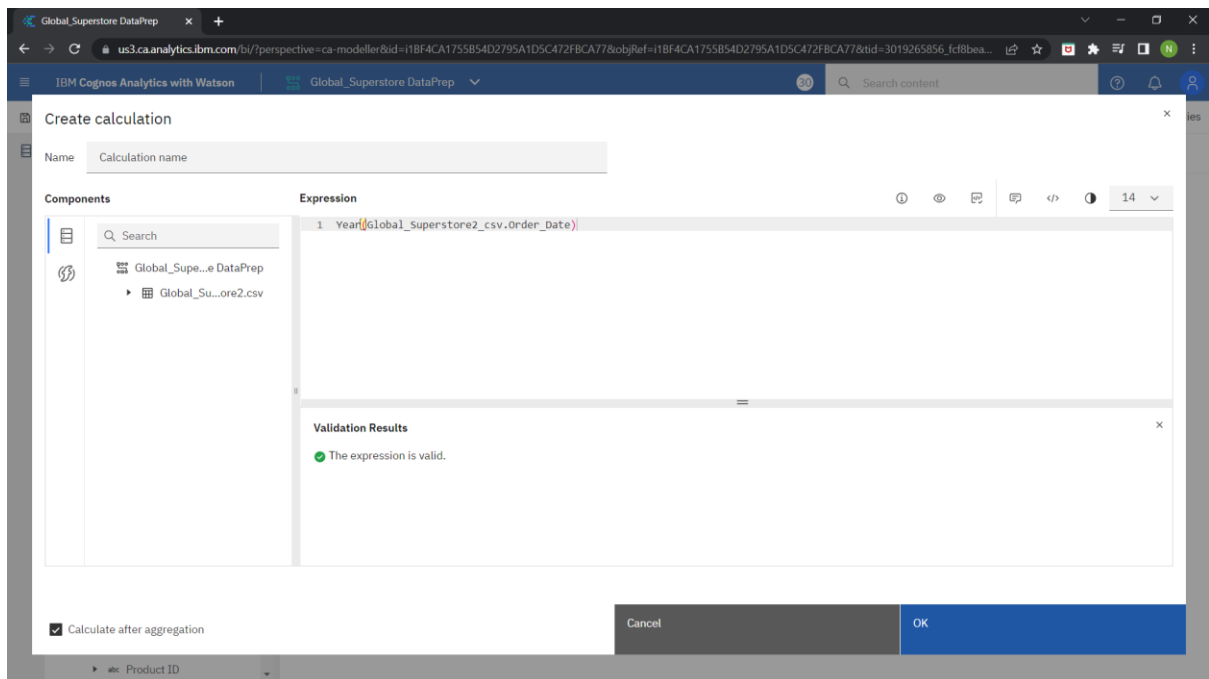 Global_Superstore DataPrep
us3.ca.analytics.ibm.com/bi/?perspective=ca-modeller&id=i1BF4CA1755B54D2795A1D5C472FBCA77&objRef=i1BF4CA1755B54D2795A1D5C472FBCA77&tid=3019265856_fcf8bea...
N
IBM Cognos Analytics with Watson
Global_Superstore DataPrep
30
Search content
Create calculation
ies
Name
Calculation name
Components
Expression
14
1 Year(Global_Superstore2_csv.Order_Date)
Search
Global_Supe...e DataPrep
Global_Su...ore2.csv
Validation Results
The expression is valid.
Calculate after aggregation
Cancel
OK
abc Product ID